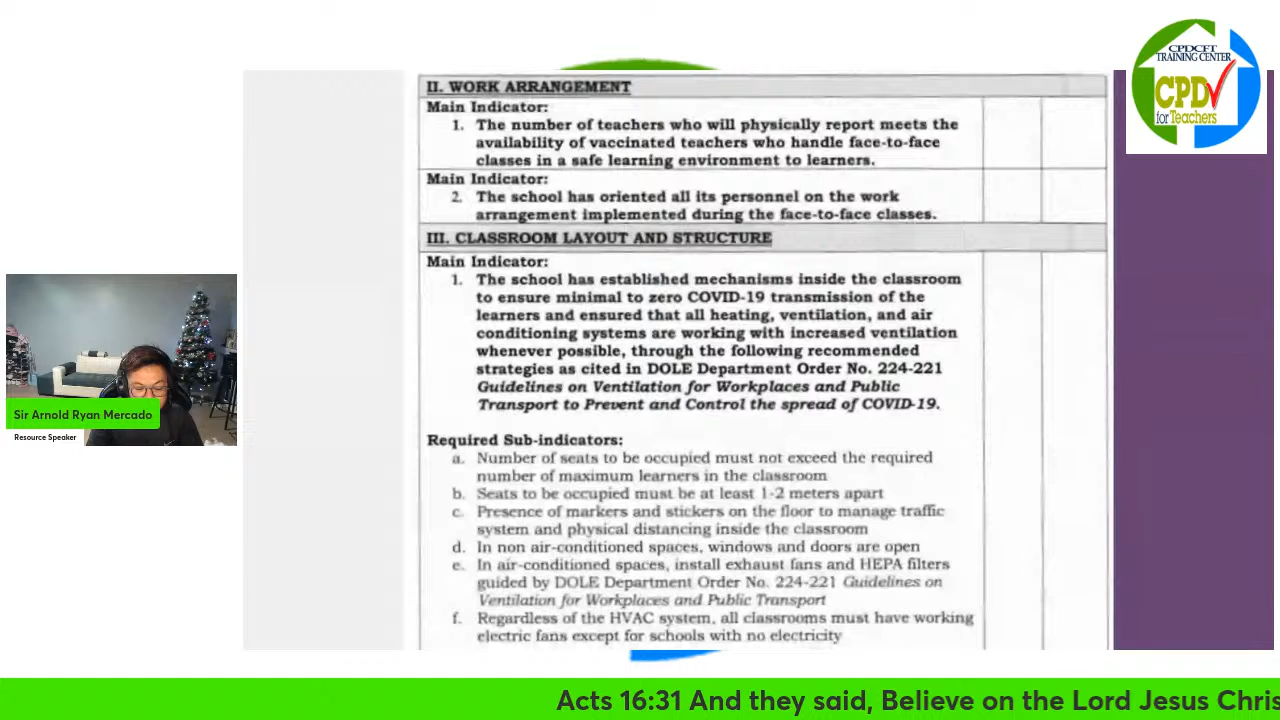 CPDCFT
TRAINING CENTER
CPD
for Teachers
II. WORK ARRANGEMENT
Main Indicator:
1. The number of teachers who will physically report meets the
availability of vaccinated teachers who handle face-to-face
classes in a safe learning environment to learners.
Main Indicator:
2. The school has oriented all its personnel on the work
arrangement implemented during the face-to-face classes.
III. CLASSROOM LAYOUT AND STRUCTURE
Main Indicator:
1. The school has established mechanisms inside the classroom
to ensure minimal to zero COVID-19 transmission of the
learners and ensured that all heating, ventilation, and air
conditioning systems are working with increased ventilation
whenever possible, through the following recommended
strategies as cited in DOLE Department Order No. 224-221
Guidelines on Ventilation for Workplaces and Public
Transport to Prevent and Control the spread of COVID-19.
Required Sub-indicators:
a. Number of seats to be occupied must not exceed the required
number of maximum learners in the classroom
b. Seats to be occupied must be at least 1-2 meters apart
c. Presence of markers and stickers on the floor to manage traffic
system and physical distancing inside the classroom
d. In non air-conditioned spaces, windows and doors are open
e. In air-conditioned spaces, install exhaust fans and HEPA filters
guided by DOLE Department Order No. 224-221 Guidelines on
Ventilation for Workplaces and Public Transport
f. Regardless of the HVAC system, all classrooms must have working
electric fans except for schools with no electricity
Sir Arnold Ryan Mercado
Resource Speaker
Acts 16:31 And they said, Believe on the Lord Jesus Chris